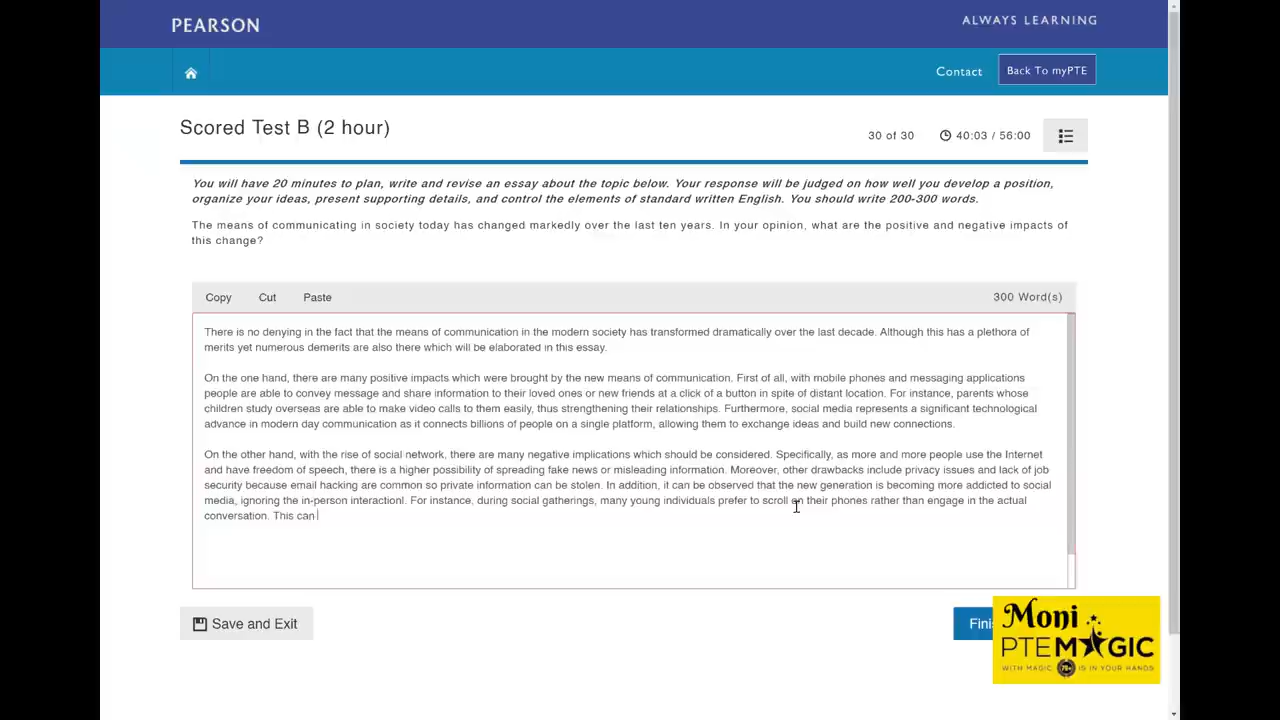 PEARSON
ALWAYS LEARNING
Contact
Back To myPTE
Scored Test B (2 hour)
30 of 30
40:03 / 56:00
You will have 20 minutes to plan, write and revise an essay about the topic below. Your response will be judged on how well you develop a position,
organize your ideas, present supporting details, and control the elements of standard written English. You should write 200-300 words.
The means of communicating in society today has changed markedly over the last ten years. In your opinion, what are the positive and negative impacts of
this change?
Copy Cut Paste
300 Word(s)
There is no denying in the fact that the means of communication in the modern society has transformed dramatically over the last decade. Although this has a plethora of
merits yet numerous demerits are also there which will be elaborated in this essay.
On the one hand, there are many positive impacts which were brought by the new means of communication. First of all, with mobile phones and messaging applications
people are able to convey message and share information to their loved ones or new friends at a click of a button in spite of distant location. For instance, parents whose
children study overseas are able to make video calls to them easily, thus strengthening their relationships. Furthermore, social media represents a significant technological
advance in modern day communication as it connects billions of people on a single platform, allowing them to exchange ideas and build new connections.
On the other hand, with the rise of social network, there are many negative implications which should be considered. Specifically, as more and more people use the Internet
and have freedom of speech, there is a higher possibility of spreading fake news or misleading information. Moreover, other drawbacks include privacy issues and lack of job
security because email hacking are common so private information can be stolen. In addition, it can be observed that the new generation is becoming more addicted to social
media, ignoring the in-person interactionl. For instance, during social gatherings, many young individuals prefer to scroll on their phones rather than engage in the actual
conversation. This can
Save and Exit
Fini
Moni
PTEMAGIC
WITH MAGIC 79+ IS IN YOUR HANDS